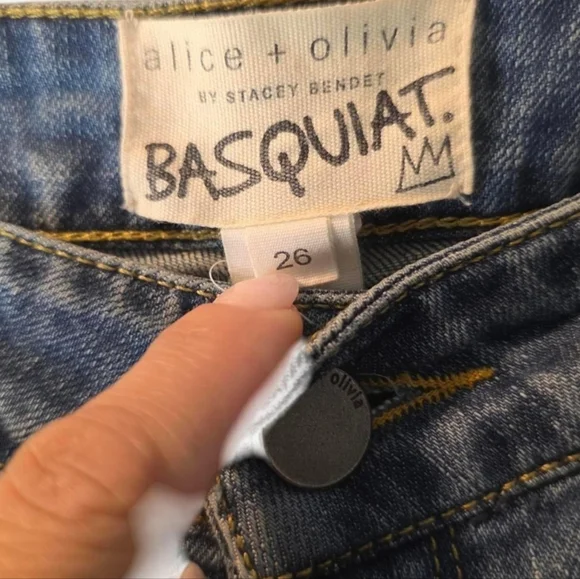 alice + olivia
BY STACEY BENDET
BASQUIAT.
26
olivia